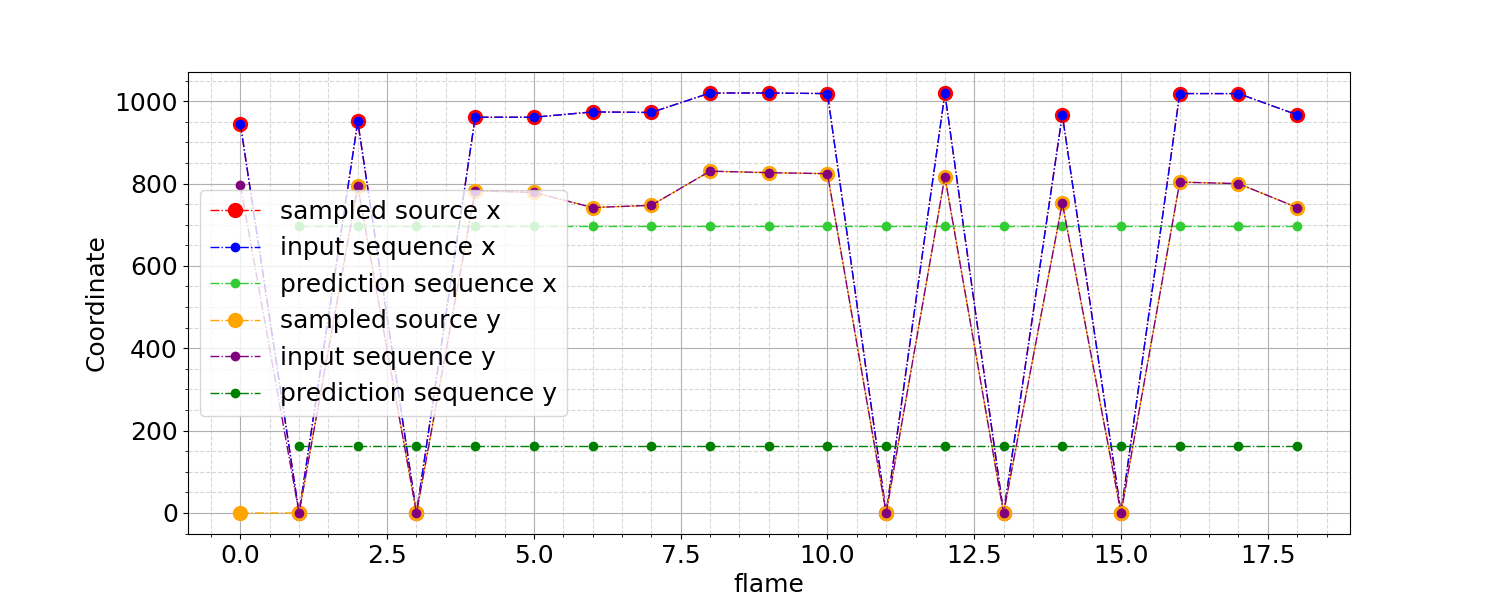 1000
800
600
400
200
0
Coordinate
sampled source x
input sequence x
prediction sequence x
sampled source y
input sequence y
prediction sequence y
0.0 2.5 5.0 7.5 10.0 12.5 15.0 17.5
flame